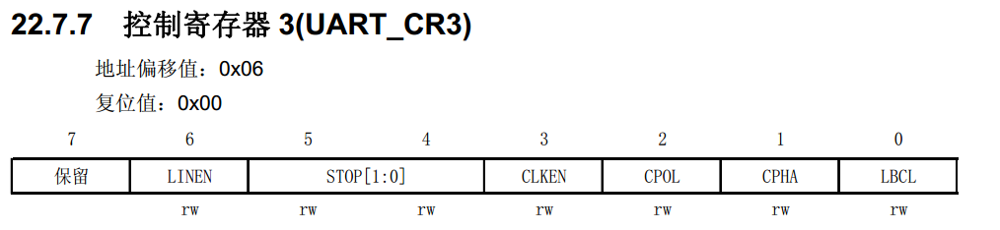 22.7.7 控制寄存器 3(UART_CR3)
地址偏移值：0x06
复位值：0x00
7 6 5 4 3 2 1 0
保留 LINEN STOP[1:0] CLKEN CPOL CPHA LBCL
rw rw rw rw rw rw rw